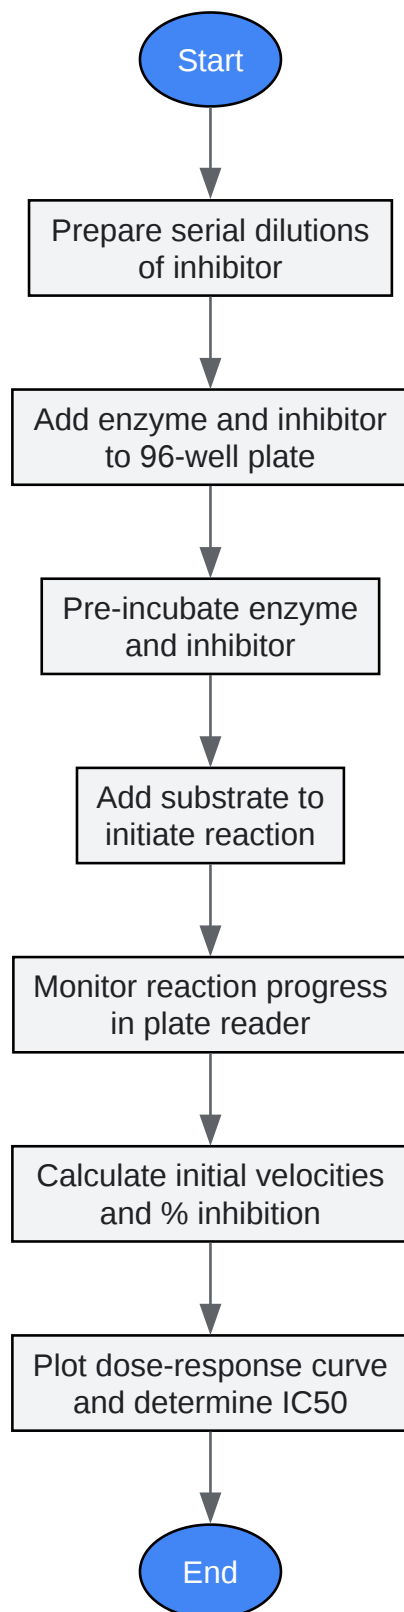 Start
Prepare serial dilutions
of inhibitor
Add enzyme and inhibitor
to 96-well plate
Pre-incubate enzyme
and inhibitor
Add substrate to
initiate reaction
Monitor reaction progress
in plate reader
Calculate initial velocities
and % inhibition
Plot dose-response curve
and determine IC50
End